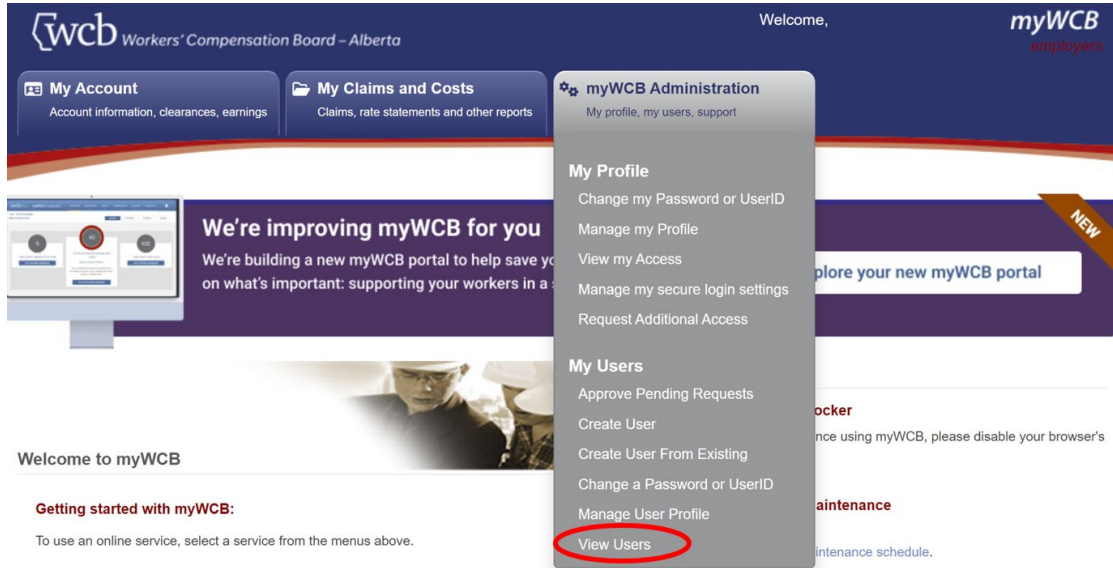 wcb Workers' Compensation Board – Alberta
Welcome,
myWCB
employers
My Account
Account information, clearances, earnings
My Claims and Costs
Claims, rate statements and other reports
myWCB Administration
My profile, my users, support
My Profile
Change my Password or UserID
Manage my Profile
View my Access
Manage my secure login settings
Request Additional Access
My Users
Approve Pending Requests
Create User
Create User From Existing
Change a Password or UserID
Manage User Profile
View Users
We're improving myWCB for you
We're building a new myWCB portal to help save
on what's important: supporting your workers in a
NEW
plore your new myWCB portal
Welcome to myWCB
Getting started with myWCB:
To use an online service, select a service from the menus above.
ocker
nce using myWCB, please disable your browser's
aintenance
intenance schedule.